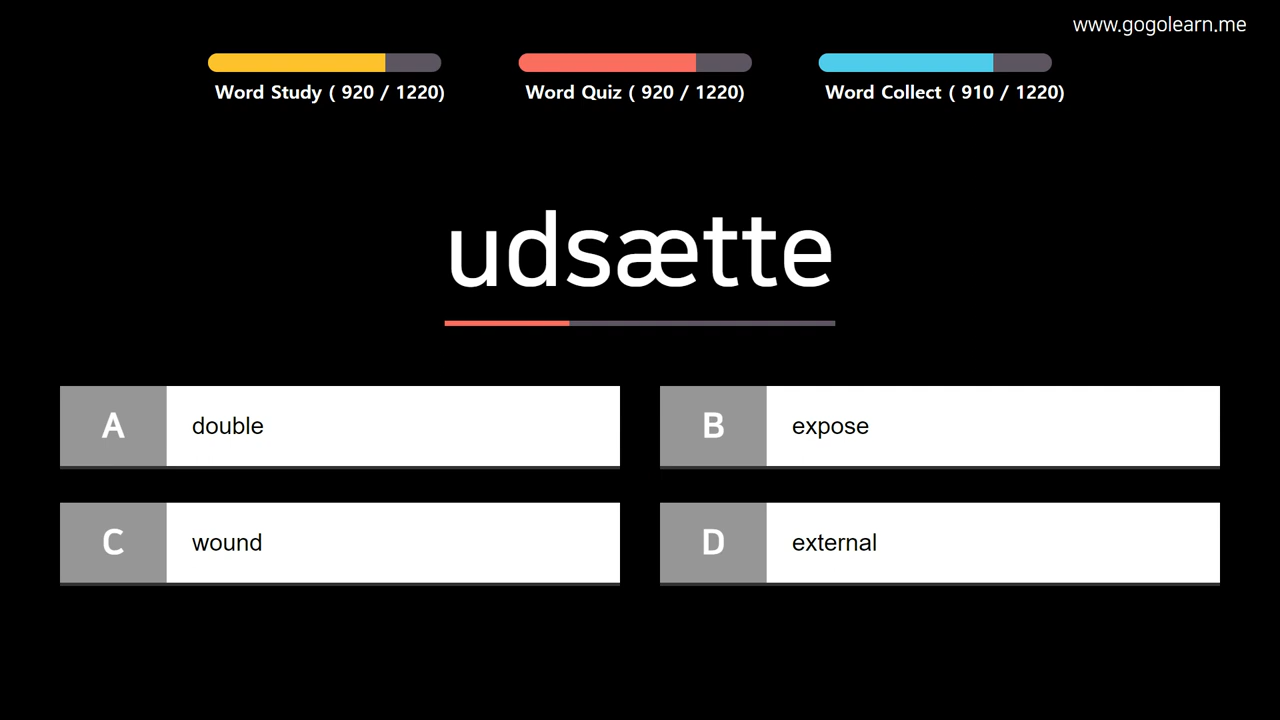 www.gogolearn.me
Word Study ( 920 / 1220)
Word Quiz ( 920 / 1220)
Word Collect ( 910 / 1220)
udsætte
A
double
B
expose
C
wound
D
external